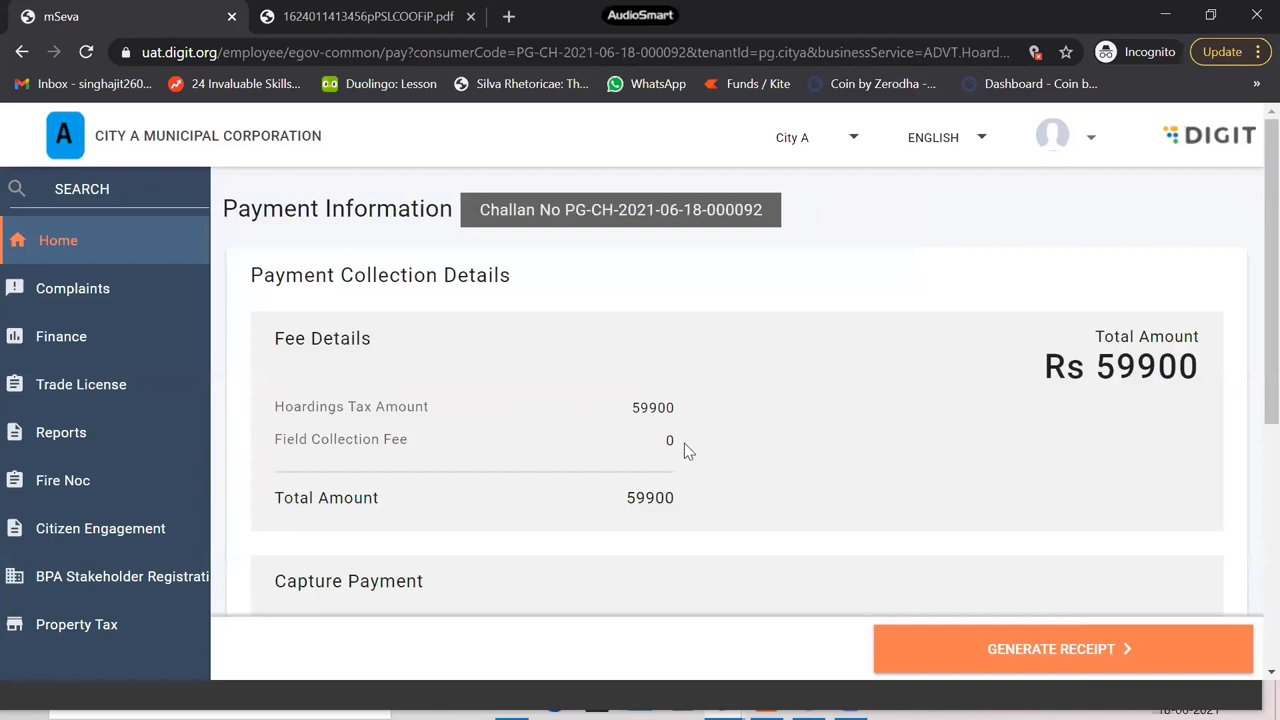 mSeva
1624011413456pPSLCOOFiP.pdf
AudioSmart
uat.digit.org/employee/egov-common/pay?consumerCode=PG-CH-2021-06-18-000092&tenantId=pg.citya&businessService=ADVT.Hoard...
Incognito
Update
Inbox - singhajit260...
24 Invaluable Skills...
Duolingo: Lesson
Silva Rhetoricae: Th...
WhatsApp
Funds / Kite
Coin by Zerodha -...
Dashboard - Coin b...
»
A
CITY A MUNICIPAL CORPORATION
City A
ENGLISH
DIGIT
SEARCH
Home
Complaints
Finance
Trade License
Reports
Fire Noc
Citizen Engagement
BPA Stakeholder Registrati
Property Tax
Payment Information
Challan No PG-CH-2021-06-18-000092
Payment Collection Details
Fee Details
Total Amount
Rs 59900
Hoardings Tax Amount 59900
Field Collection Fee 0
Total Amount 59900
Capture Payment
GENERATE RECEIPT
18-06-2021